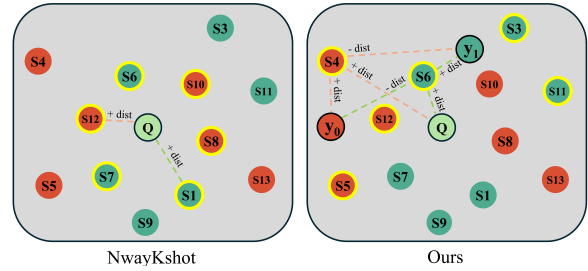 S3
S4
S6
S10
S11
S12
+ dist
Q
+ dist
S8
S7
S13
S5
S1
S9
NwayKshot
S3
y1
- dist
S4
+ dist
+ dist
S6
- dist
+ dist
S10
S11
+ dist
y0
S12
Q
S8
S7
S13
S5
S1
S9
Ours